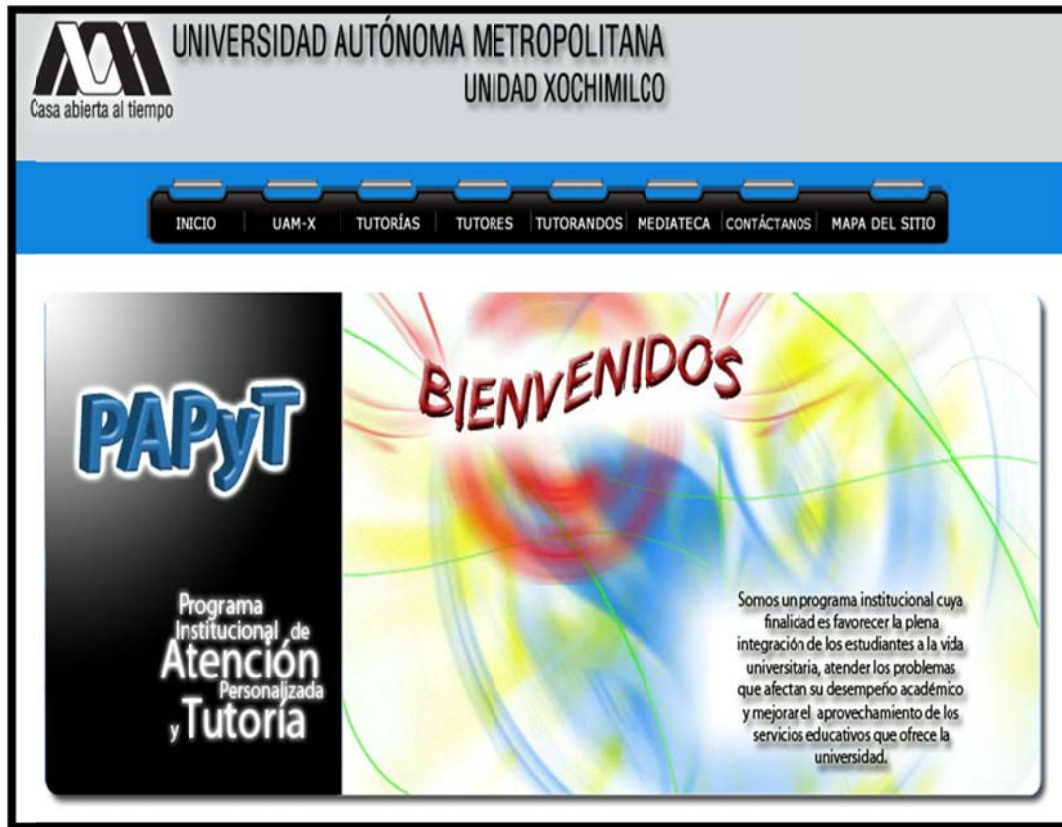 UNIVERSIDAD AUTÓNOMA METROPOLITANA
UNIDAD XOCHIMILCO
Casa abierta al tiempo
INICIO UAM-X TUTORÍAS TUTORES TUTORANDOS MEDIATECA CONTÁCTANOS MAPA DEL SITIO
PAPyT
Programa
Institucional de
Atención
Personalizada
y Tutoría
BIENVENIDOS
Somos un programa institucional cuya
finalidad es favorecer la plena
integración de los estudiantes a la vida
universitaria, atender los problemas
que afectan su desempeño académico
y mejorar el aprovechamiento de los
servicios educativos que ofrece la
universidad.